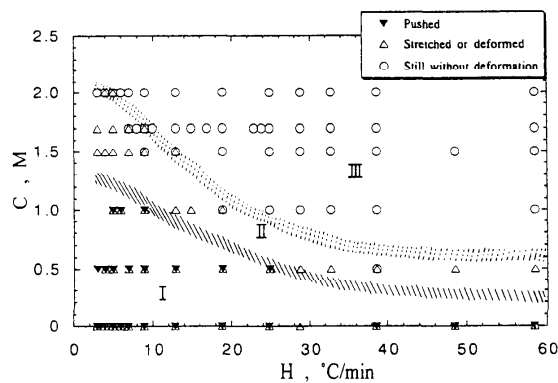 ▼ Pushed
△ Stretched or deformed
○ Still without deformation
2.5
2.0
1.5
1.0
0.5
0.0
C , M
III
II
I
0 10 20 30 40 50 60
H , °C/min